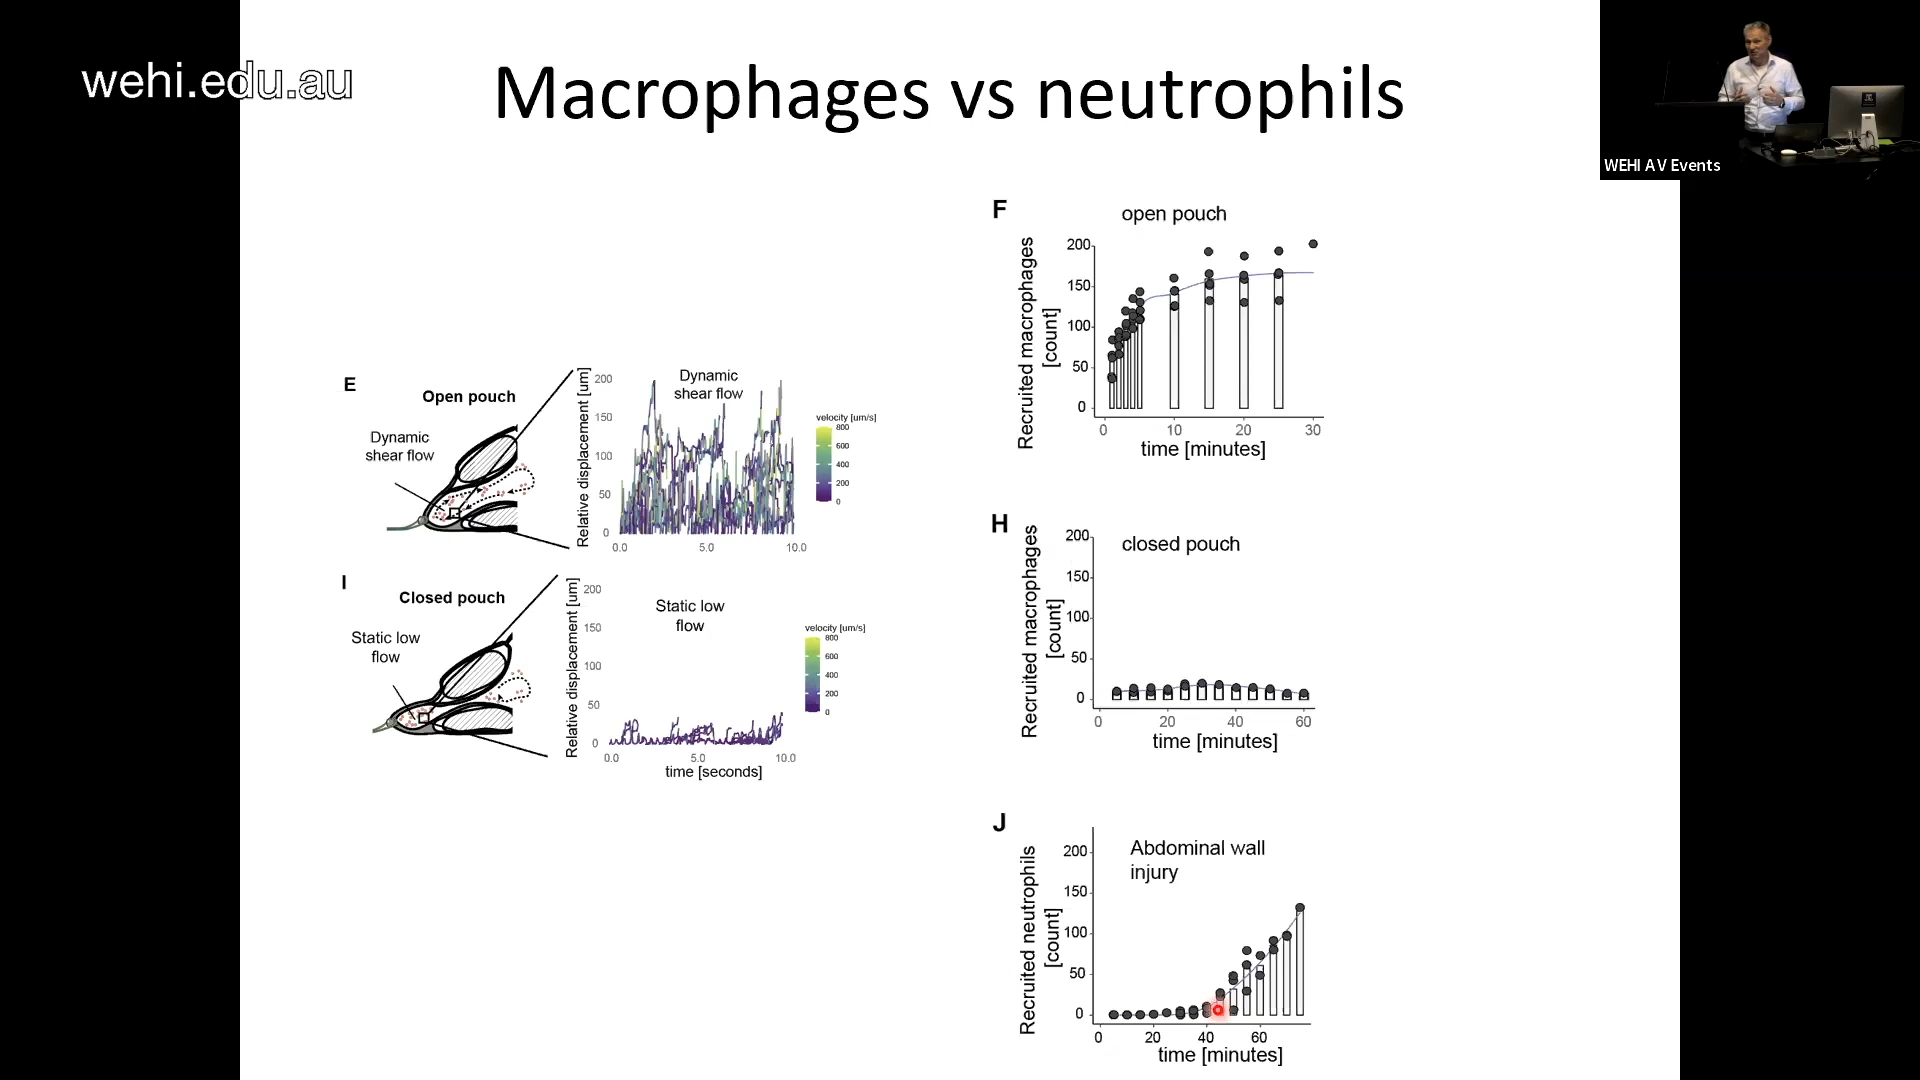 wehi.edu.au
Macrophages vs neutrophils
WEHI AV Events
E
Open pouch
Dynamic
shear flow
Relative displacement [um]
200
150
100
50
0
0.0
5.0
10.0
Dynamic
shear flow
velocity [um/s]
800
600
400
200
0
I
Closed pouch
Static low
flow
Relative displacement [um]
200
150
100
50
0
0.0
5.0
10.0
time [seconds]
Static low
flow
velocity [um/s]
800
600
400
200
0
F
open pouch
Recruited macrophages
[count]
200
150
100
50
0
0
10
20
30
time [minutes]
H
closed pouch
Recruited macrophages
[count]
200
150
100
50
0
0
20
40
60
time [minutes]
J
Abdominal wall
injury
Recruited neutrophils
[count]
200
150
100
50
0
0
20
40
60
time [minutes]